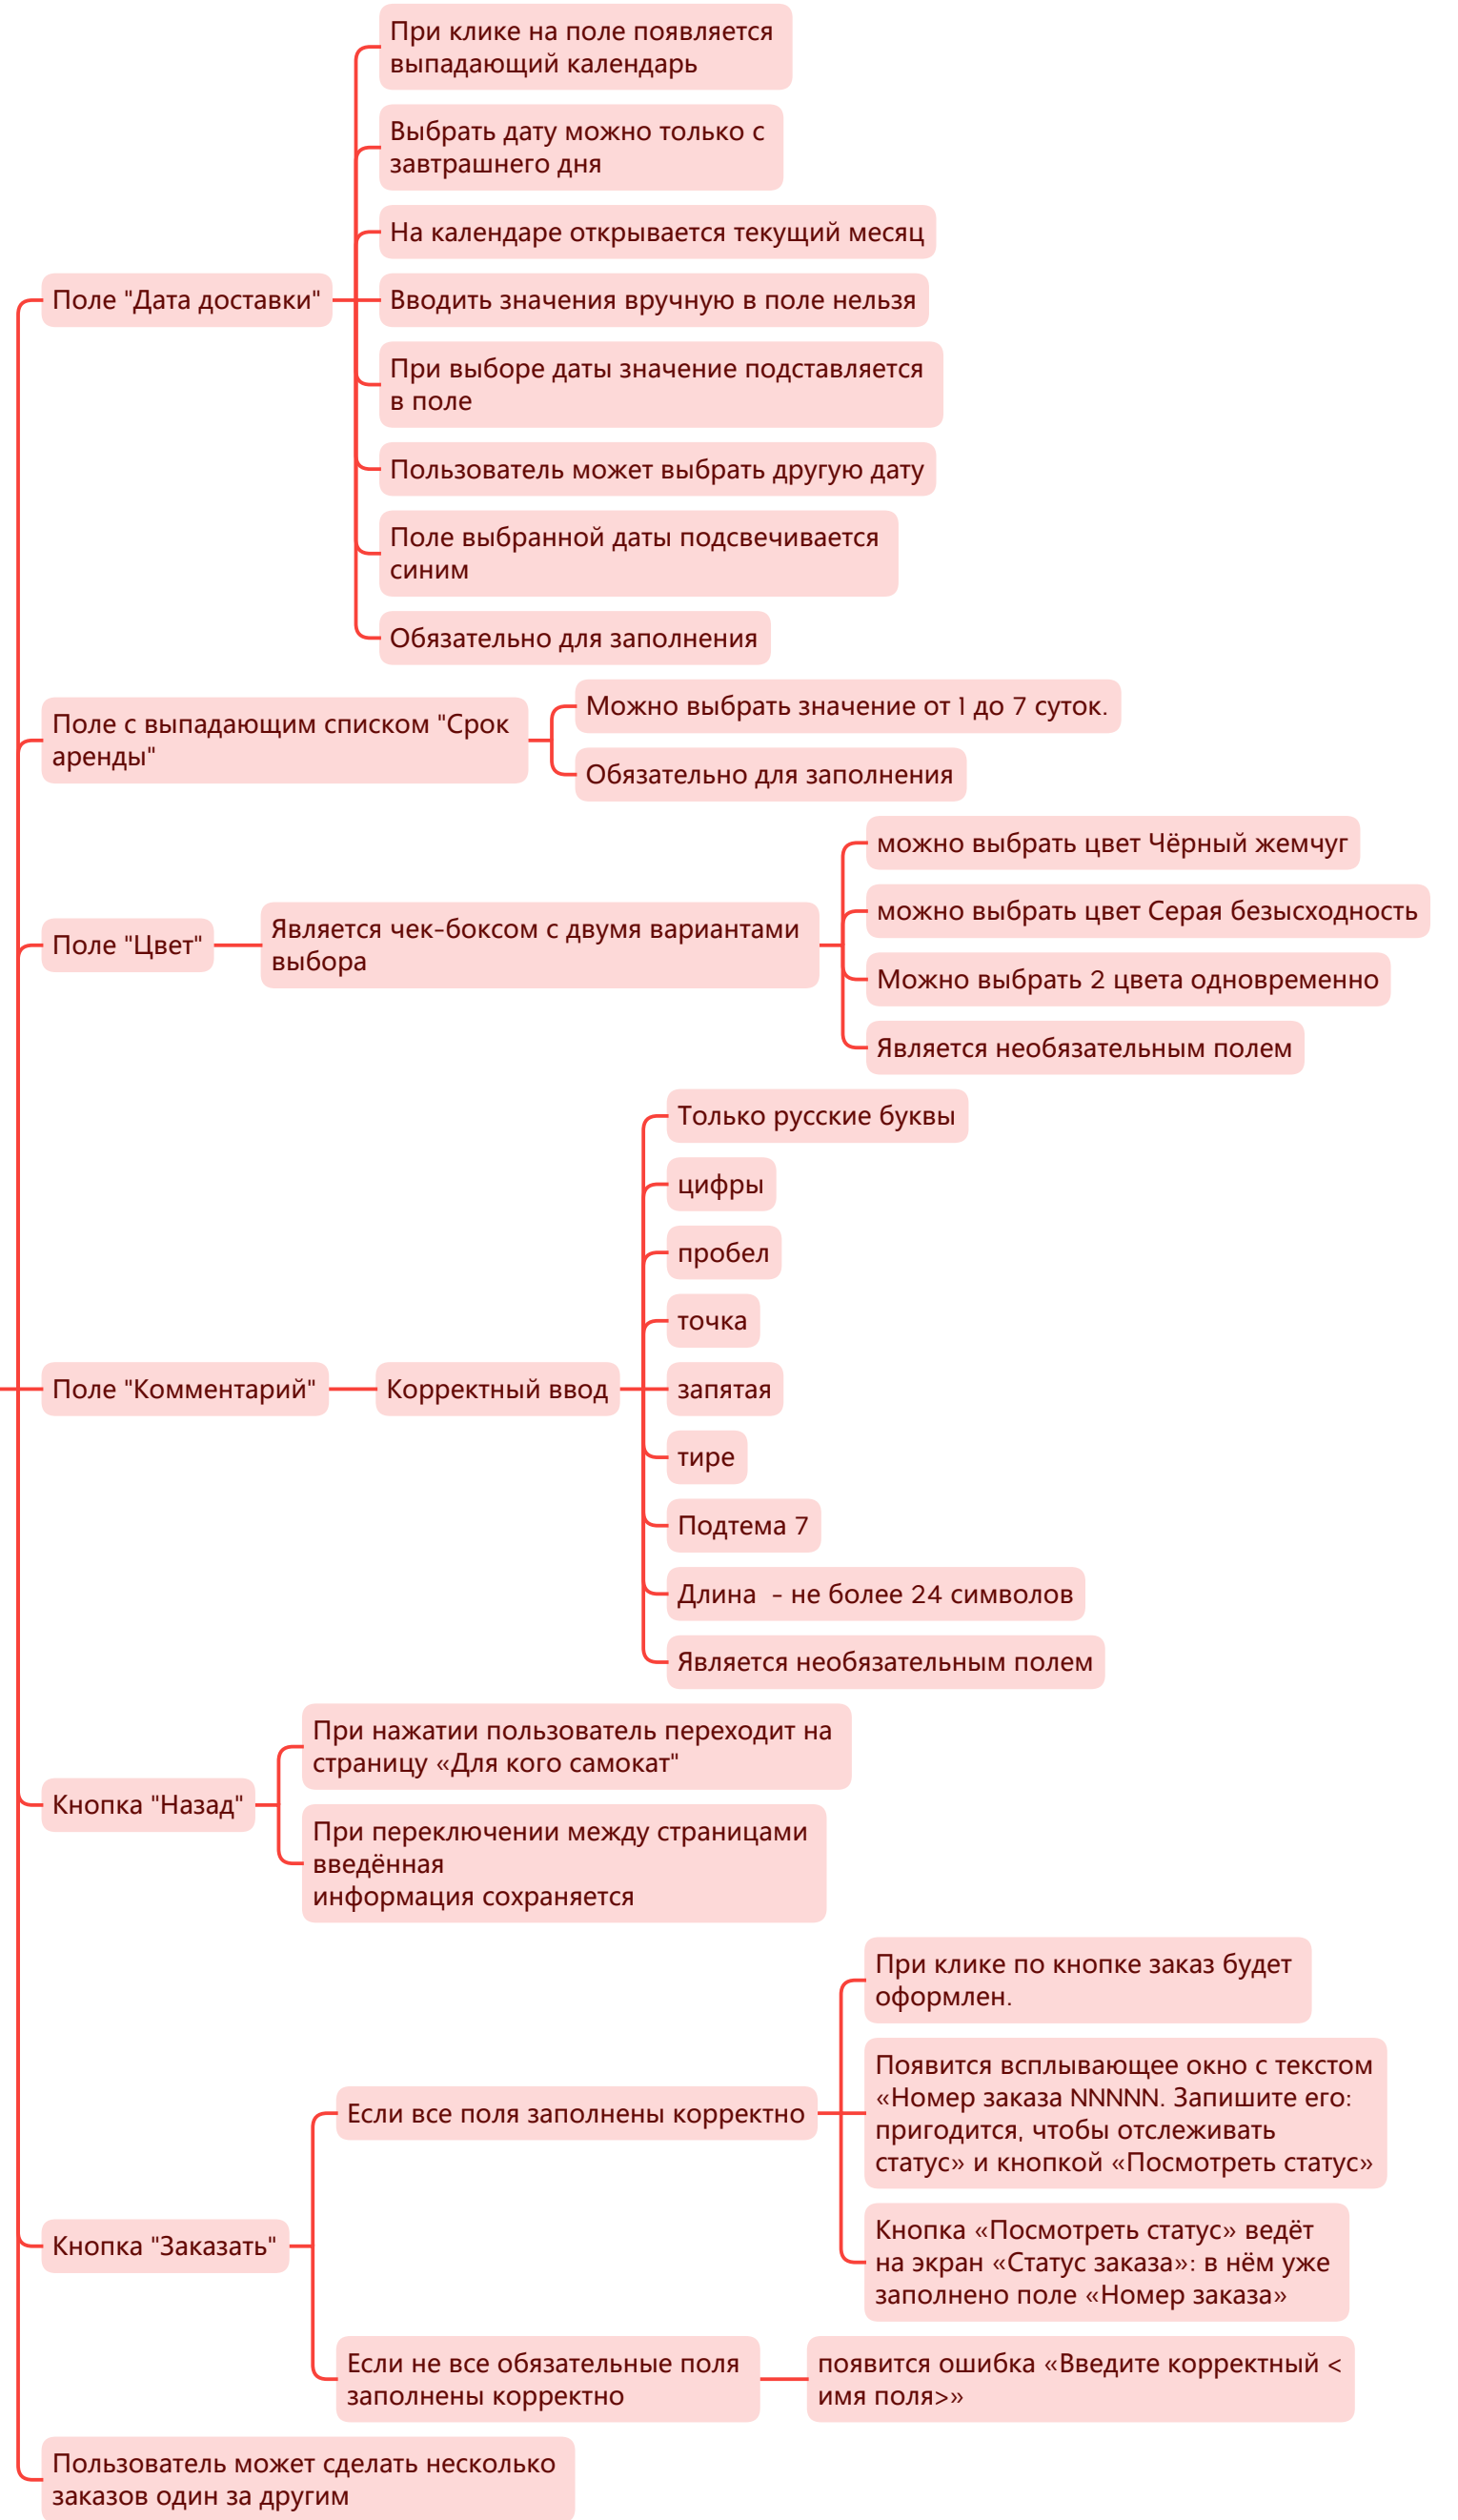 При клике на поле появляется
выпадающий календарь
Выбрать дату можно только с
завтрашнего дня
На календаре открывается текущий месяц
Поле "Дата доставки"
Вводить значения вручную в поле нельзя
При выборе даты значение подставляется
в поле
Пользователь может выбрать другую дату
Поле выбранной даты подсвечивается
синим
Обязательно для заполнения
Поле с выпадающим списком "Срок
аренды"
Можно выбрать значение от 1 до 7 суток.
Обязательно для заполнения
Поле "Цвет"
Является чек-боксом с двумя вариантами
выбора
можно выбрать цвет Чёрный жемчуг
можно выбрать цвет Серая безысходность
Можно выбрать 2 цвета одновременно
Является необязательным полем
Поле "Комментарий"
Корректный ввод
Только русские буквы
цифры
пробел
точка
запятая
тире
Подтема 7
Длина  - не более 24 символов
Является необязательным полем
Кнопка "Назад"
При нажатии пользователь переходит на
страницу «Для кого самокат"
При переключении между страницами
введённая
информация сохраняется
Кнопка "Заказать"
Если все поля заполнены корректно
При клике по кнопке заказ будет
оформлен.
Появится всплывающее окно с текстом
«Номер заказа NNNNN. Запишите его:
пригодится, чтобы отслеживать
статус» и кнопкой «Посмотреть статус»
Кнопка «Посмотреть статус» ведёт
на экран «Статус заказа»: в нём уже
заполнено поле «Номер заказа»
Если не все обязательные поля
заполнены корректно
появится ошибка «Введите корректный <
имя поля>»
Пользователь может сделать несколько
заказов один за другим